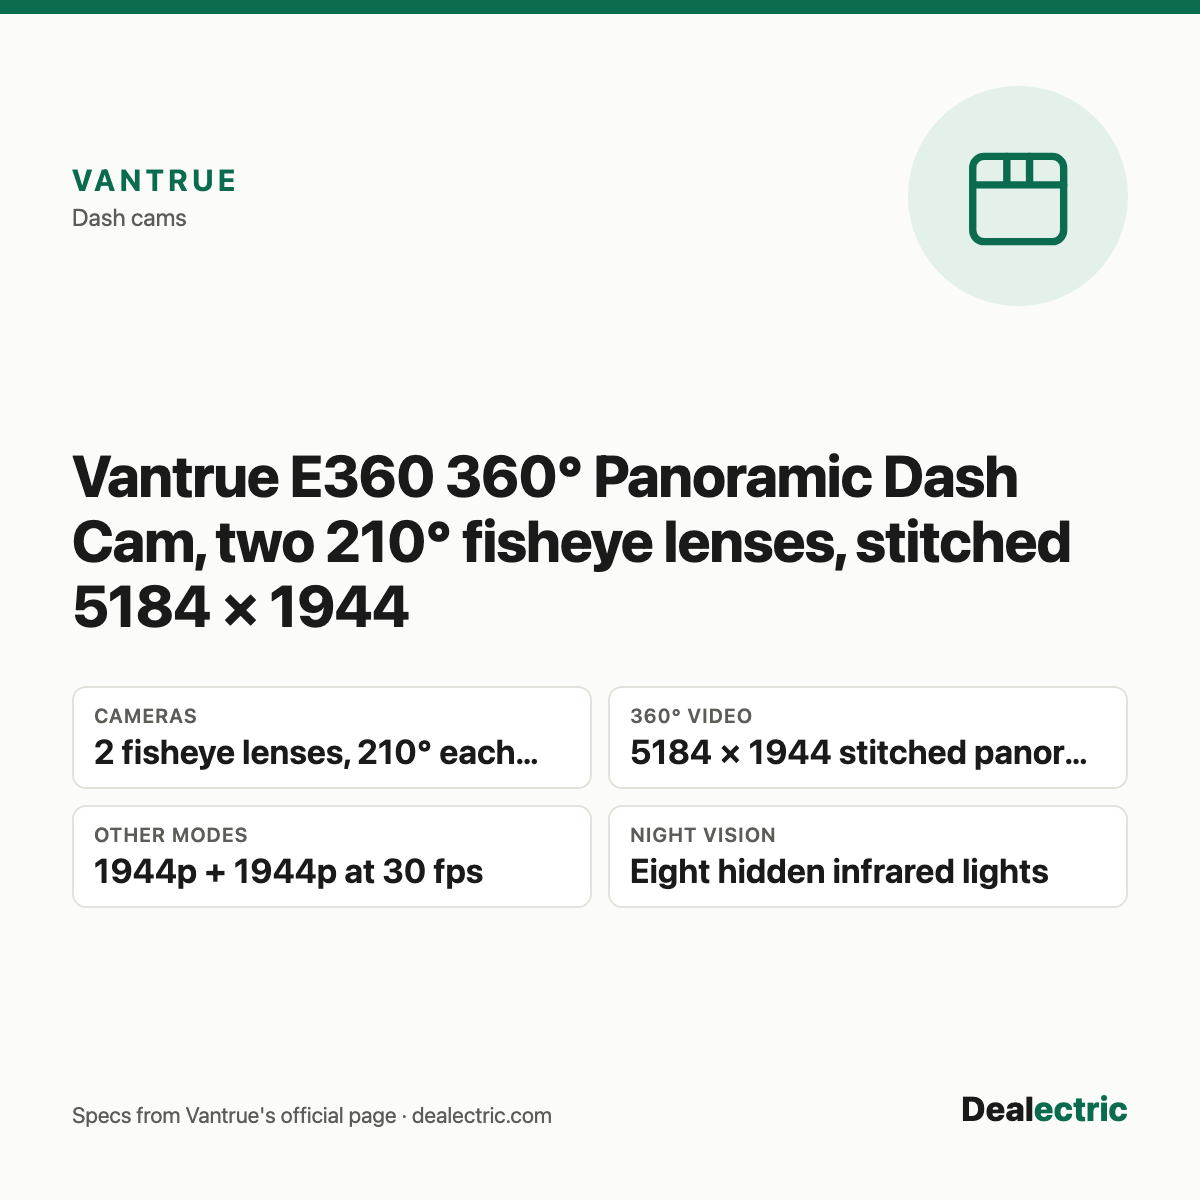 VANTRUE
Dash cams
Vantrue E360 360° Panoramic Dash
Cam, two 210° fisheye lenses, stitched
5184 × 1944
CAMERAS
2 fisheye lenses, 210° each…
360° VIDEO
5184 × 1944 stitched panor…
OTHER MODES
1944p + 1944p at 30 fps
NIGHT VISION
Eight hidden infrared lights
Specs from Vantrue's official page · dealectric.com
Dealectric